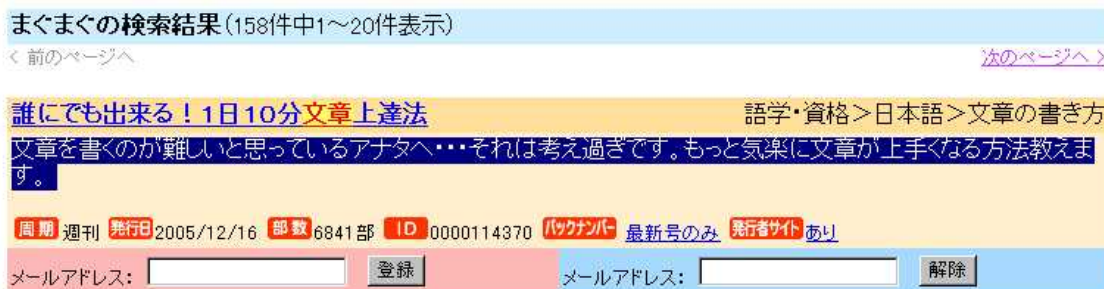 まぐまぐの検索結果(158件中1～20件表示)
< 前のページへ 次のページへ >
誰にでも出来る！1日10分文章上達法 語学・資格>日本語>文章の書き方
文章を書くのが難しいと思っているアナタへ・・・それは考え過ぎです。もっと気楽に文章が上手くなる方法教えま
す。
周期 週刊 発行日 2005/12/16 部数 6841部 ID 0000114370 バックナンバー 最新号のみ 発行者サイト あり
メールアドレス: 登録 メールアドレス: 解除